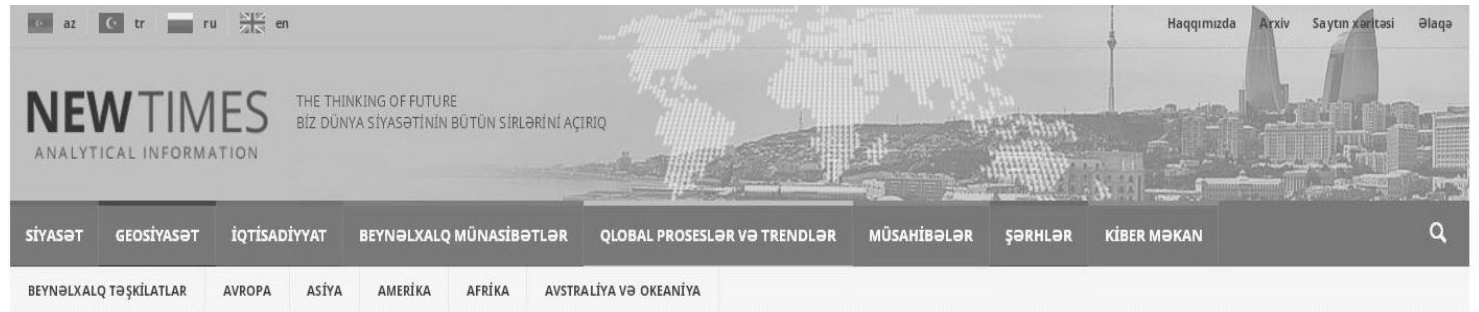 az tr ru en Haqqımızda Arxiv Saytın xəritəsi Əlaqə
NEWTIMES
ANALYTICAL INFORMATION
THE THINKING OF FUTURE
BİZ DÜNYA SİYASƏTİNİN BÜTÜN SİRLƏRİNİ AÇIRIQ
SİYASƏT GEOSİYASƏT İQTİSADİYYAT BEYNƏLXALQ MÜNASİBƏTLƏR QLOBAL PROSESLƏR VƏ TRENDLƏR MÜSAHİBƏLƏR ŞƏRHLƏR KİBER MƏKAN
BEYNƏLXALQ TƏŞKİLATLAR AVROPA ASİYA AMERİKA AFRİKA AVSTRALİYA VƏ OKEANİYA